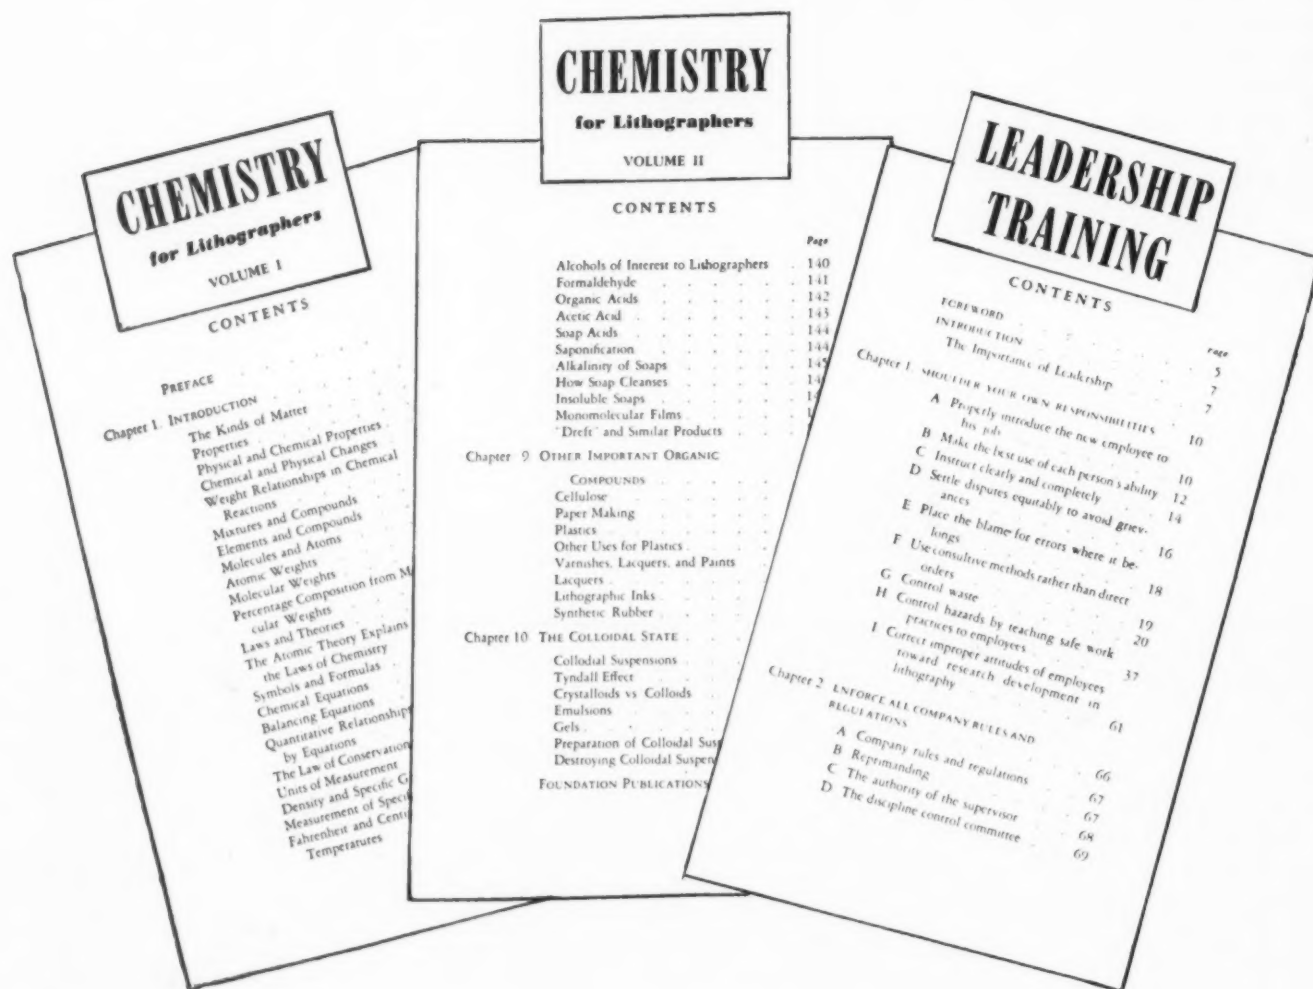 CHEMISTRY
for Lithographers
VOLUME I
CONTENTS
PREFACE
Chapter 1. INTRODUCTION
The Kinds of Matter
Properties
Physical and Chemical Properties
Chemical and Physical Changes
Weight Relationships in Chemical
Reactions
Mixtures and Compounds
Elements and Compounds
Molecules and Atoms
Atomic Weights
Molecular Weights
Percentage Composition from
cular Weights
Laws and Theories
The Atomic Theory Explains
the Laws of Chemistry
Symbols and Formulas
Chemical Equations
Balancing Equations
Quantitative Relationships
by Equations
The Law of Conservation
Units of Measurement
Density and Specific G
Measurement of Speci
Fahrenheit and Centi
Temperatures
CHEMISTRY
for Lithographers
VOLUME II
CONTENTS
Page
Alcohols of Interest to Lithographers . 140
Formaldehyde . . . . . . 141
Organic Acids . . . . . . 142
Acetic Acid . . . . . . 143
Soap Acids . . . . . . 144
Saponification . . . . . . 144
Alkalinity of Soaps . . . . . 145
How Soap Cleanses . . . . . 14
Insoluble Soaps . . . . . 14
Monomolecular Films . . . . 1
"Dreft" and Similar Products . . .
Chapter 9 OTHER IMPORTANT ORGANIC
COMPOUNDS
Cellulose
Paper Making
Plastics
Other Uses for Plastics
Varnishes, Lacquers, and Paints
Lacquers
Lithographic Inks
Synthetic Rubber
Chapter 10 THE COLLOIDAL STATE
Collodial Suspensions
Tyndall Effect
Crystalloids vs Colloids
Emulsions
Gels
Preparation of Colloidal Susp
Destroying Colloidal Suspen
FOUNDATION PUBLICATIONS
LEADERSHIP
TRAINING
CONTENTS
Page
FOREWORD . . . 5
INTRODUCTION . . . 7
The Importance of Leadership . . 7
Chapter 1 SHOULDER YOUR OWN RESPONSIBILITIES 10
A Properly introduce the new employee to
his job . . . 10
B Make the best use of each person's ability 12
C Instruct clearly and completely . 14
D Settle disputes equitably to avoid griev-
ances . . . 16
E Place the blame for errors where it be-
longs . . . 18
F Use consultive methods rather than direct
orders . . . 19
G Control waste . . . 20
H Control hazards by teaching safe work
practices to employees . . 37
I Correct improper attitudes of employees
toward research development in
lithography . . . 61
Chapter 2 ENFORCE ALL COMPANY RULES AND
REGULATIONS . . . 66
A Company rules and regulations . 67
B Reprimanding . . . 67
C The authority of the supervisor . 68
D The discipline control committee . 69